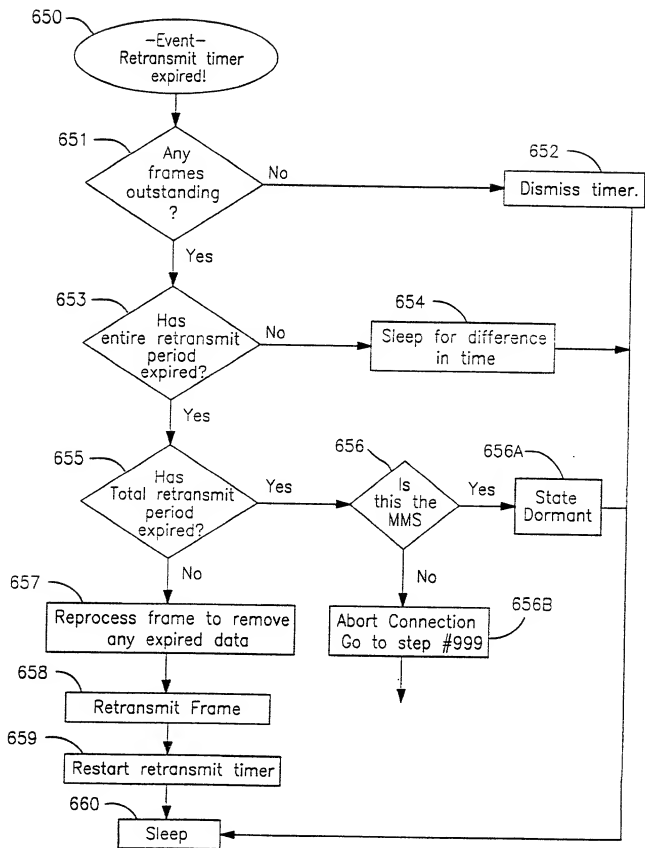 650
-Event-
Retransmit timer
expired!
651
Any
frames
outstanding
?
No
652
Dismiss timer.
Yes
653
Has
entire retransmit
period
expired?
No
654
Sleep for difference
in time
Yes
655
Has
Total retransmit
period
expired?
Yes
656
Is
this the
MMS
Yes
656A
State
Dormant
No
656B
Abort Connection
Go to step #999
No
657
Reprocess frame to remove
any expired data
658
Retransmit Frame
659
Restart retransmit timer
660
Sleep